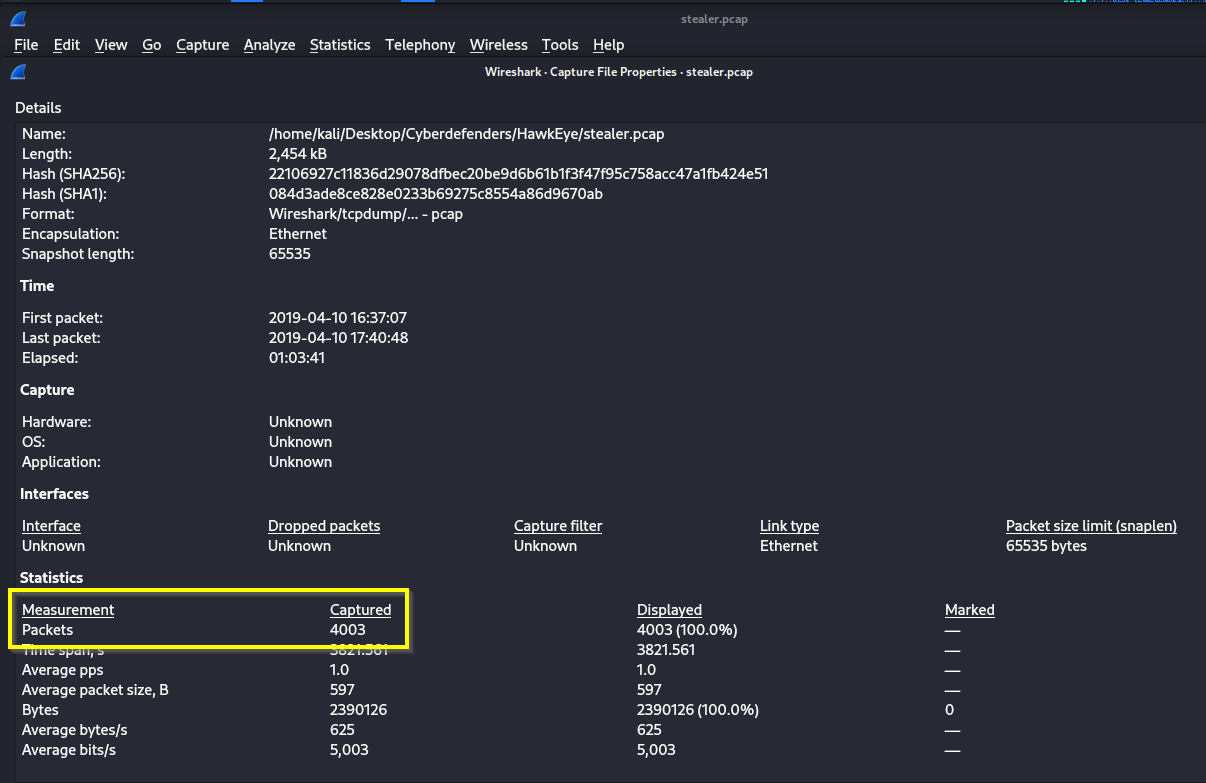 stealer.pcap
File Edit View Go Capture Analyze Statistics Telephony Wireless Tools Help
Wireshark · Capture File Properties · stealer.pcap
Details
Name: /home/kali/Desktop/Cyberdefenders/HawkEye/stealer.pcap
Length: 2,454 kB
Hash (SHA256): 22106927c11836d29078dfbec20be9d6b61b1f3f47f95c758acc47a1fb424e51
Hash (SHA1): 084d3ade8ce828e0233b69275c8554a86d9670ab
Format: Wireshark/tcpdump/... - pcap
Encapsulation: Ethernet
Snapshot length: 65535
Time
First packet: 2019-04-10 16:37:07
Last packet: 2019-04-10 17:40:48
Elapsed: 01:03:41
Capture
Hardware: Unknown
OS: Unknown
Application: Unknown
Interfaces
Interface Dropped packets Capture filter Link type Packet size limit (snaplen)
Unknown Unknown Unknown Ethernet 65535 bytes
Statistics
Measurement Captured Displayed Marked
Packets 4003 4003 (100.0%) —
Time span, s 3821.561 3821.561 —
Average pps 1.0 1.0 —
Average packet size, B 597 597 —
Bytes 2390126 2390126 (100.0%) 0
Average bytes/s 625 625 —
Average bits/s 5,003 5,003 —